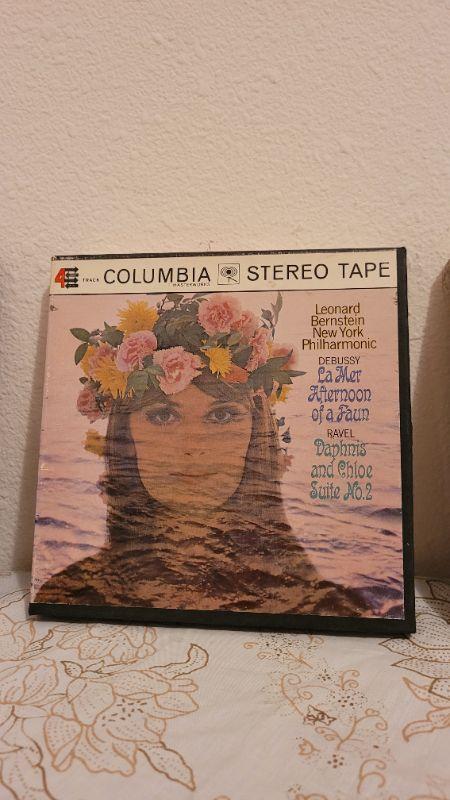 4 TRACK COLUMBIA STEREO TAPE
MASTERWORKS
Leonard
Bernstein
New York
Philharmonic
DEBUSSY
La Mer
Afternoon
of a Faun
RAVEL
Daphnis
and Chloe
Suite No.2